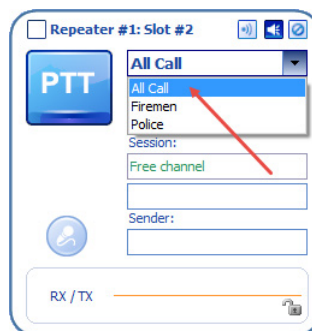 Repeater #1: Slot #2
PTT
All Call
All Call
Firemen
Police
Session:
Free channel
Sender:
RX / TX